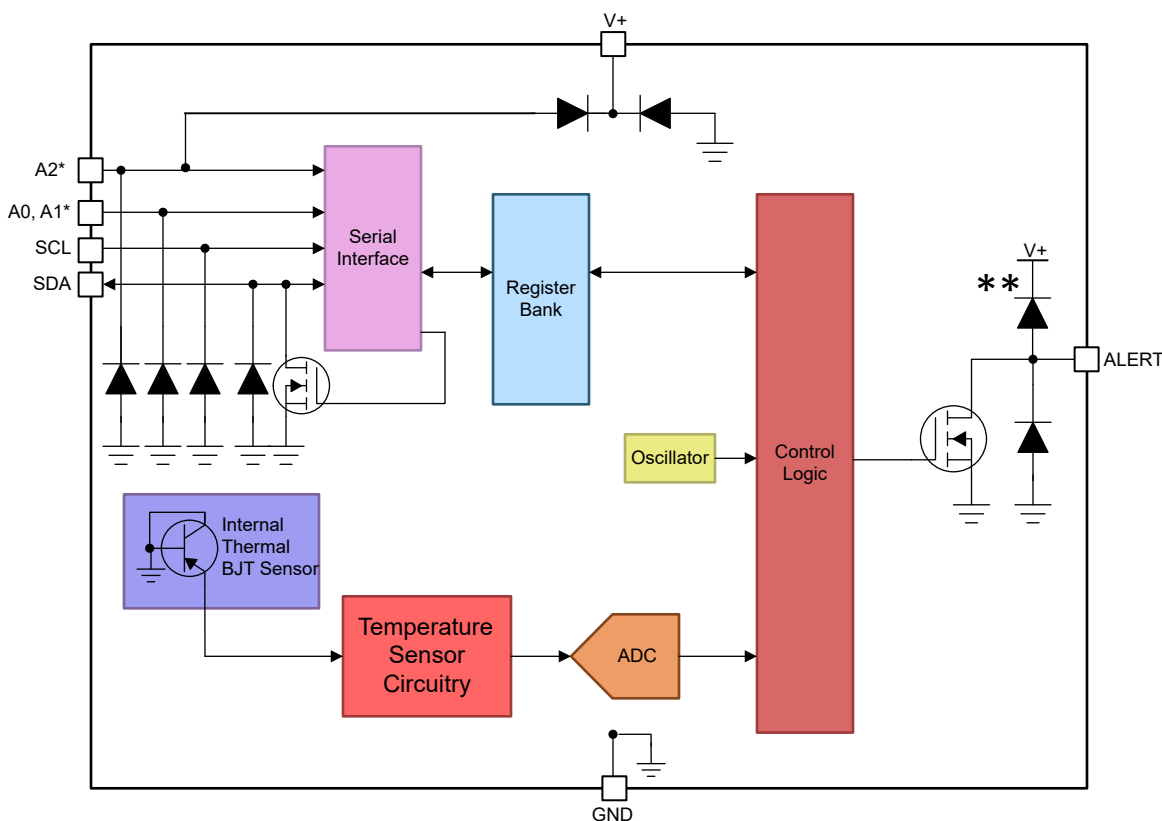 V+
A2*
A0, A1*
SCL
SDA
Serial
Interface
Register
Bank
V+
**
ALERT
Oscillator
Control
Logic
Internal
Thermal
BJT Sensor
Temperature
Sensor
Circuitry
ADC
GND